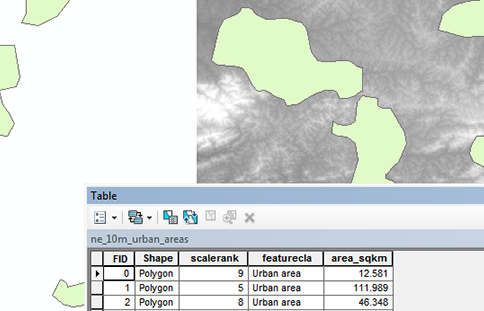 Table
ne_10m_urban_areas
FID Shape scalerank featurecla area_sqkm
0 Polygon 9 Urban area 12.581
1 Polygon 5 Urban area 111.989
2 Polygon 8 Urban area 46.348